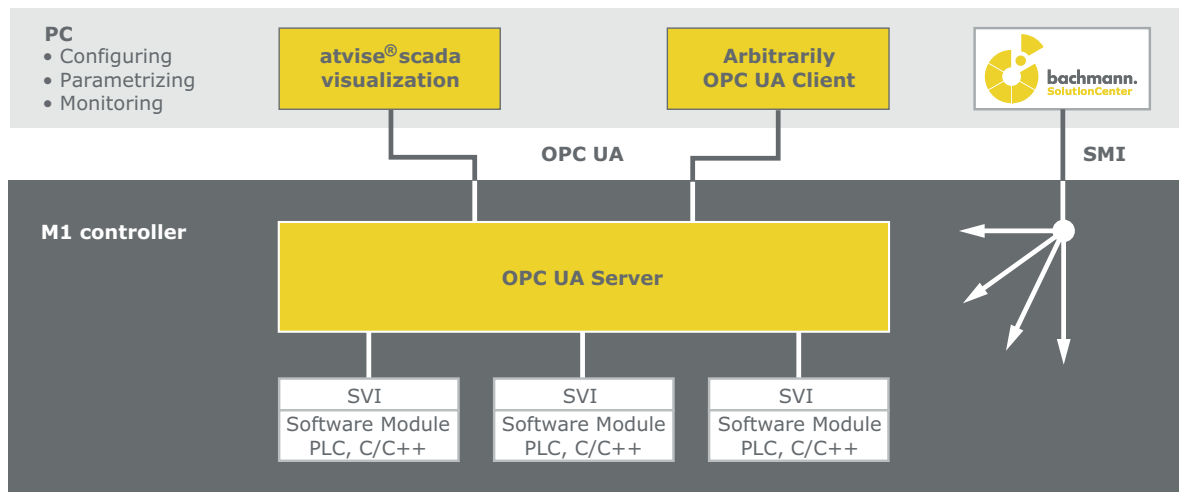 PC
• Configuring
• Parametrizing
• Monitoring
atvise®scada
visualization
Arbitrarily
OPC UA Client
bachmann.
SolutionCenter
OPC UA
SMI
M1 controller
OPC UA Server
SVI
Software Module
PLC, C/C++
SVI
Software Module
PLC, C/C++
SVI
Software Module
PLC, C/C++